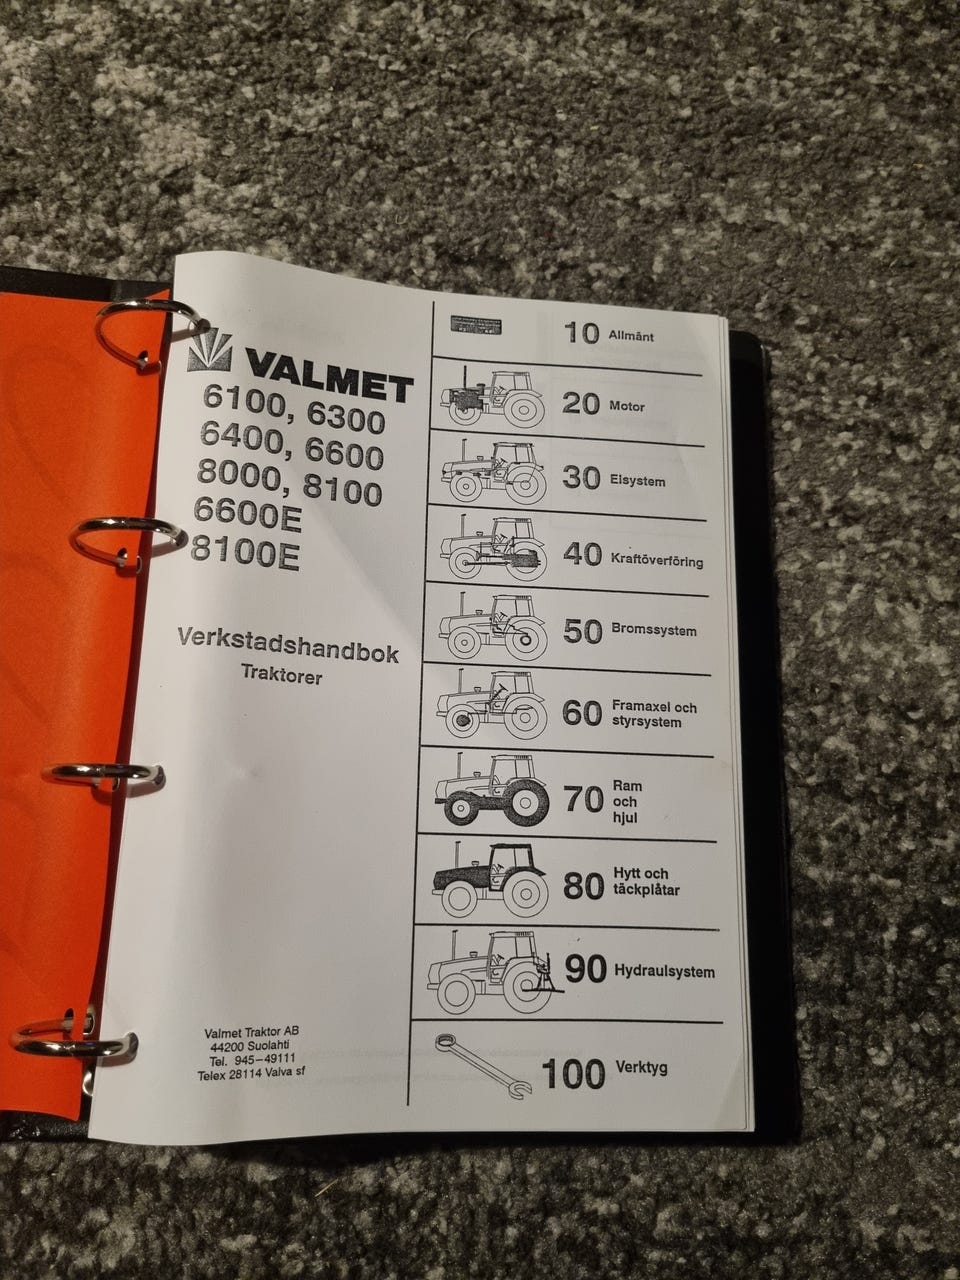 VALMET
6100, 6300
6400, 6600
8000, 8100
6600E
8100E
Verkstadshandbok
Traktorer
Valmet Traktor AB
44200 Suolahti
Tel. 945–49111
Telex 28114 Valva sf
10 Allmänt
20 Motor
30 Elsystem
40 Kraftöverföring
50 Bromssystem
60 Framaxel och
styrsystem
70 Ram
och
hjul
80 Hytt och
täckplåtar
90 Hydraulsystem
100 Verktyg